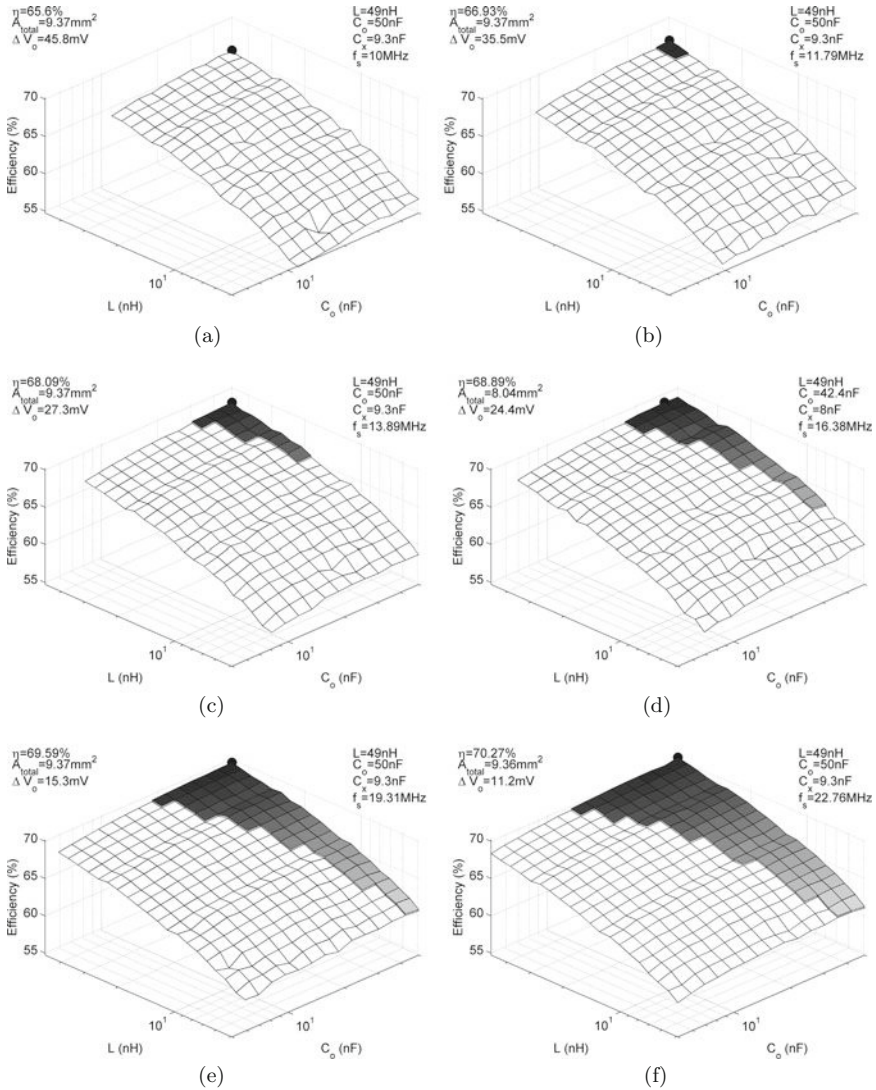 η=65.6%
A_total=9.37mm²
Δ V_o=45.8mV
L=49nH
C_o=50nF
C_x=9.3nF
f_s=10MHz
70
65
60
55
Efficiency (%)
10¹
10¹
L (nH)
C_o (nF)
(a)
η=66.93%
A_total=9.37mm²
Δ V_o=35.5mV
L=49nH
C_o=50nF
C_x=9.3nF
f_s=11.79MHz
70
65
60
55
Efficiency (%)
10¹
10¹
L (nH)
C_o (nF)
(b)
η=68.09%
A_total=9.37mm²
Δ V_o=27.3mV
L=49nH
C_o=50nF
C_x=9.3nF
f_s=13.89MHz
70
65
60
55
Efficiency (%)
10¹
10¹
L (nH)
C_o (nF)
(c)
η=68.89%
A_total=8.04mm²
Δ V_o=24.4mV
L=49nH
C_o=42.4nF
C_x=8nF
f_s=16.38MHz
70
65
60
55
Efficiency (%)
10¹
10¹
L (nH)
C_o (nF)
(d)
η=69.59%
A_total=9.37mm²
Δ V_o=15.3mV
L=49nH
C_o=50nF
C_x=9.3nF
f_s=19.31MHz
70
65
60
55
Efficiency (%)
10¹
10¹
L (nH)
C_o (nF)
(e)
η=70.27%
A_total=9.36mm²
Δ V_o=11.2mV
L=49nH
C_o=50nF
C_x=9.3nF
f_s=22.76MHz
70
65
60
55
Efficiency (%)
10¹
10¹
L (nH)
C_o (nF)
(f)